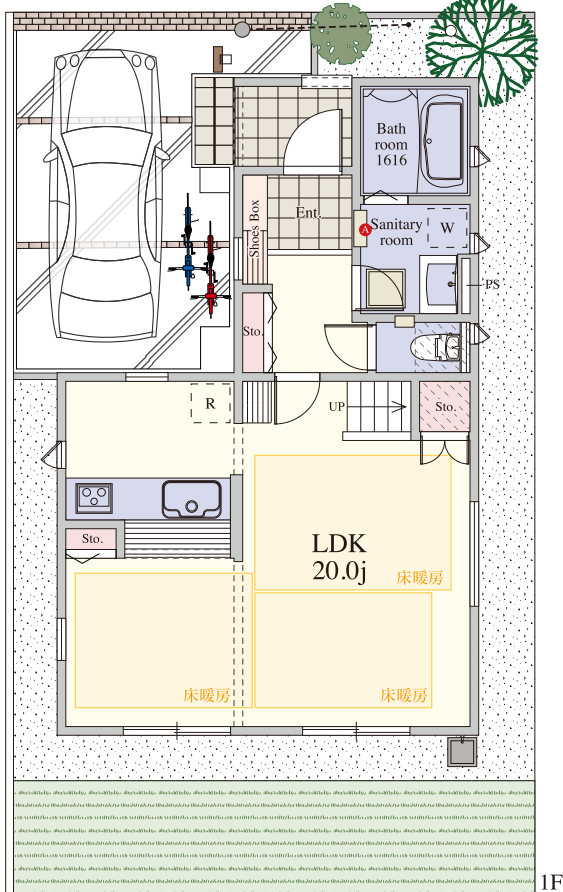 Bath
room
1616
Ent.
Shoes Box
A
Sanitary
room
W
PS
Sto.
R
UP
Sto.
Sto.
LDK
20.0j
床暖房
床暖房
床暖房
1F